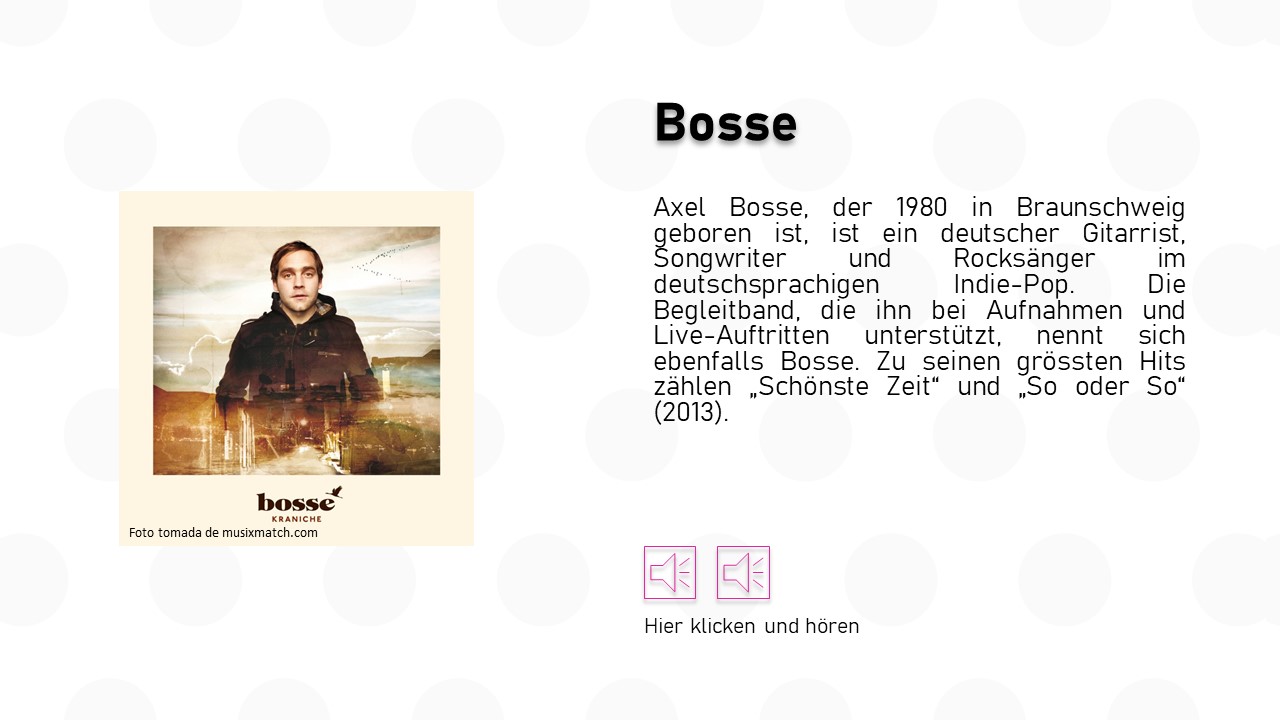 Bosse
Axel Bosse, der 1980 in Braunschweig
geboren ist, ist ein deutscher Gitarrist,
Songwriter und Rocksänger im
deutschsprachigen Indie-Pop. Die
Begleitband, die ihn bei Aufnahmen und
Live-Auftritten unterstützt, nennt sich
ebenfalls Bosse. Zu seinen grössten Hits
zählen „Schönste Zeit“ und „So oder So“
(2013).
bosse
KRANICHE
Foto tomada de musixmatch.com
Hier klicken und hören